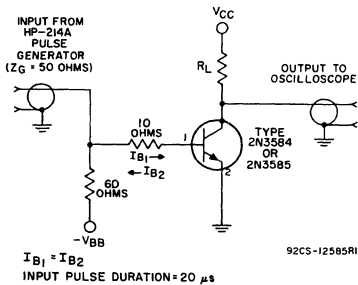 INPUT FROM
HP-214A
PULSE
GENERATOR
(ZG = 50 OHMS)
VCC
RL
OUTPUT TO
OSCILLOSCOPE
10
OHMS
1
IB1
IB2
TYPE
2N3584
OR
2N3585
2
60
OHMS
-VBB
92CS-12585R1
IB1 = IB2
INPUT PULSE DURATION = 20 μs